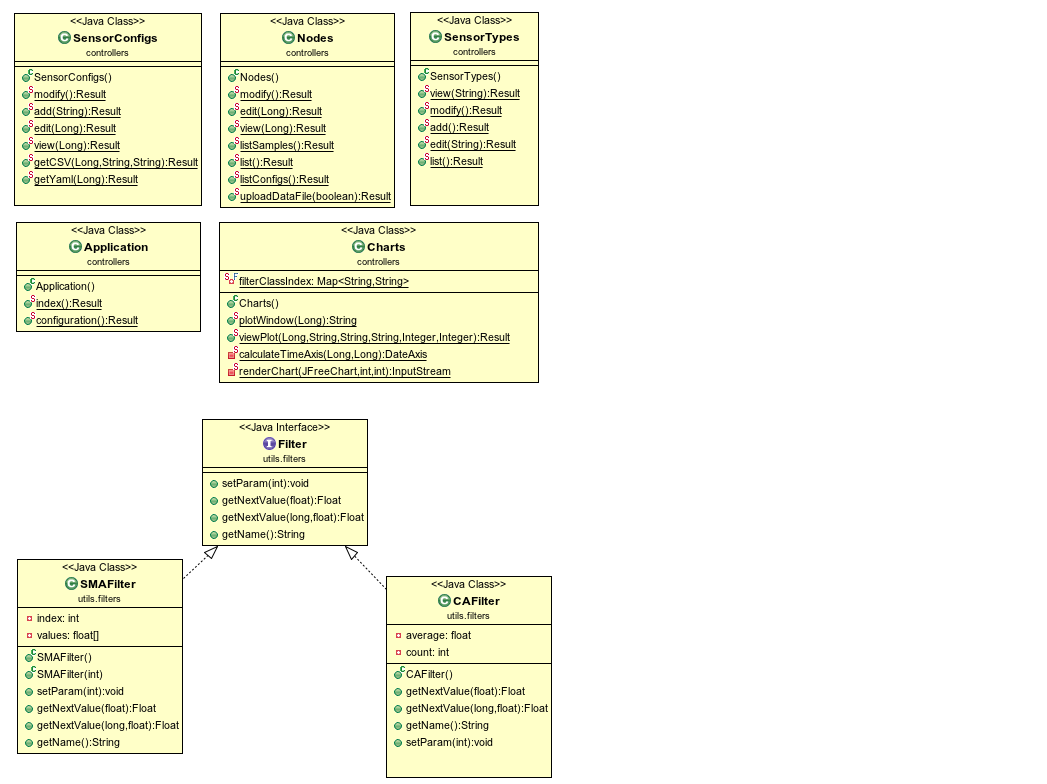 <<Java Class>>
SensorConfigs
controllers
SensorConfigs()
modify():Result
add(String):Result
edit(Long):Result
view(Long):Result
getCSV(Long,String,String):Result
getYaml(Long):Result
<<Java Class>>
Nodes
controllers
Nodes()
modify():Result
edit(Long):Result
view(Long):Result
listSamples():Result
list():Result
listConfigs():Result
uploadDataFile(boolean):Result
<<Java Class>>
SensorTypes
controllers
SensorTypes()
view(String):Result
modify():Result
add():Result
edit(String):Result
list():Result
<<Java Class>>
Application
controllers
Application()
index():Result
configuration():Result
<<Java Class>>
Charts
controllers
filterClassIndex: Map<String,String>
Charts()
plotWindow(Long):String
viewPlot(Long,String,String,String,Integer,Integer):Result
calculateTimeAxis(Long,Long):DateAxis
renderChart(JFreeChart,int,int):InputStream
<<Java Interface>>
Filter
utils.filters
setParam(int):void
getNextValue(float):Float
getNextValue(long,float):Float
getName():String
<<Java Class>>
SMAFilter
utils.filters
index: int
values: float[]
SMAFilter()
SMAFilter(int)
setParam(int):void
getNextValue(float):Float
getNextValue(long,float):Float
getName():String
<<Java Class>>
CAFilter
utils.filters
average: float
count: int
CAFilter()
getNextValue(float):Float
getNextValue(long,float):Float
getName():String
setParam(int):void